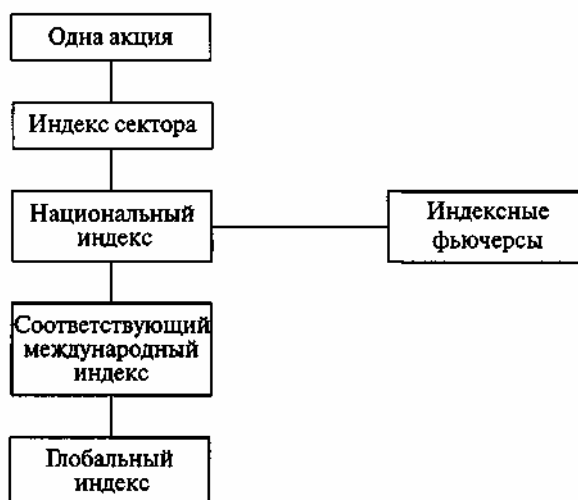 Одна акция
Индекс сектора
Национальный
индекс
Индексные
фьючерсы
Соответствующий
международный
индекс
Глобальный
индекс